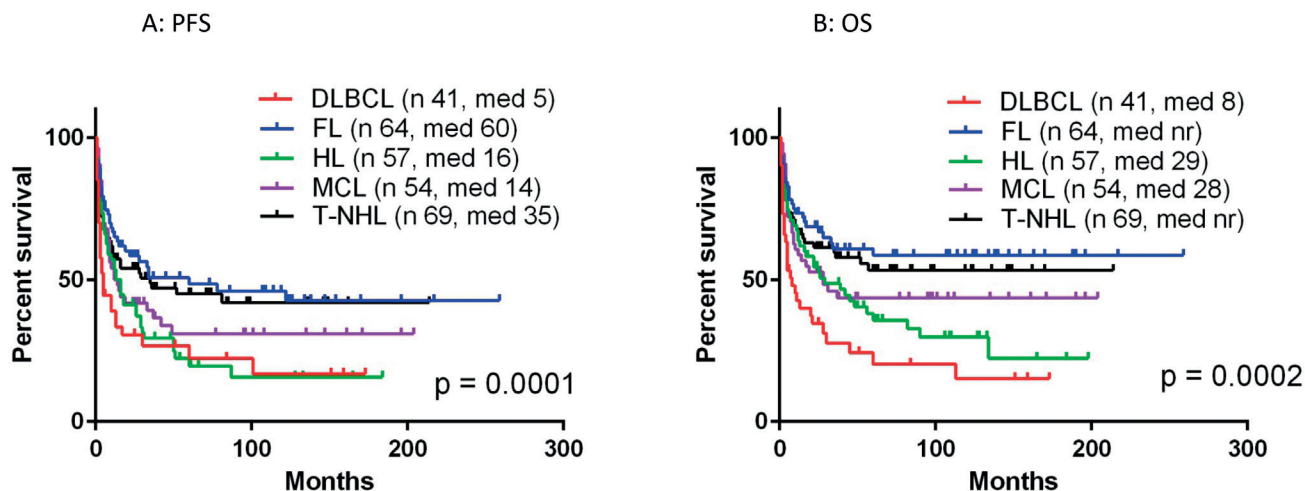 A: PFS
DLBCL (n 41, med 5)
FL (n 64, med 60)
HL (n 57, med 16)
MCL (n 54, med 14)
T-NHL (n 69, med 35)
100
50
0
Percent survival
p = 0.0001
0 100 200 300
Months
B: OS
DLBCL (n 41, med 8)
FL (n 64, med nr)
HL (n 57, med 29)
MCL (n 54, med 28)
T-NHL (n 69, med nr)
100
50
0
Percent survival
p = 0.0002
0 100 200 300
Months